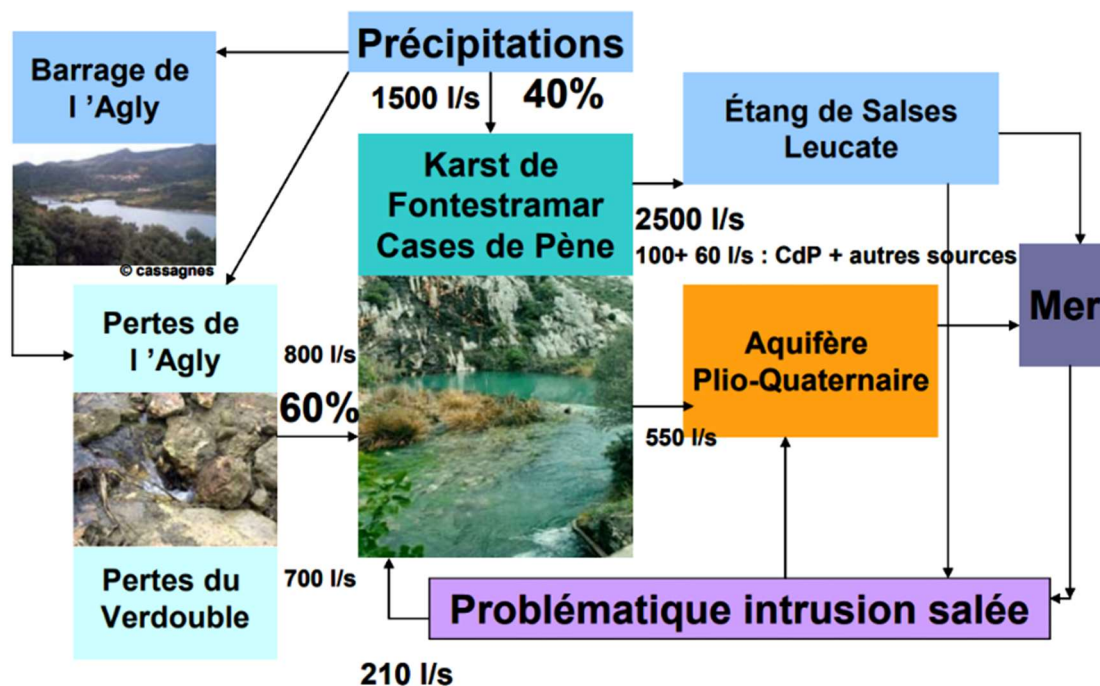 Précipitations
Barrage de
l 'Agly
1500 l/s
40%
Étang de Salses
Leucate
Karst de
Fontestramar
Cases de Pène
2500 l/s
100+ 60 l/s : CdP + autres sources
© cassagnes
Mer
Pertes de
l 'Agly
800 l/s
60%
Aquifère
Plio-Quaternaire
550 l/s
Pertes du
Verdouble
700 l/s
Problématique intrusion salée
210 l/s